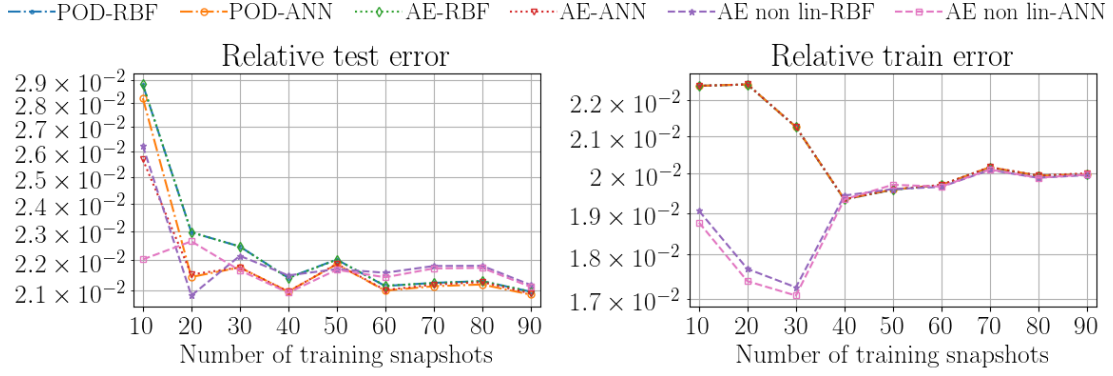 POD-RBF POD-ANN AE-RBF AE-ANN AE non lin-RBF AE non lin-ANN
Relative test error
2.9 × 10⁻²
2.8 × 10⁻²
2.7 × 10⁻²
2.6 × 10⁻²
2.5 × 10⁻²
2.4 × 10⁻²
2.3 × 10⁻²
2.2 × 10⁻²
2.1 × 10⁻²
10 20 30 40 50 60 70 80 90
Number of training snapshots
Relative train error
2.2 × 10⁻²
2.1 × 10⁻²
2 × 10⁻²
1.9 × 10⁻²
1.8 × 10⁻²
1.7 × 10⁻²
10 20 30 40 50 60 70 80 90
Number of training snapshots